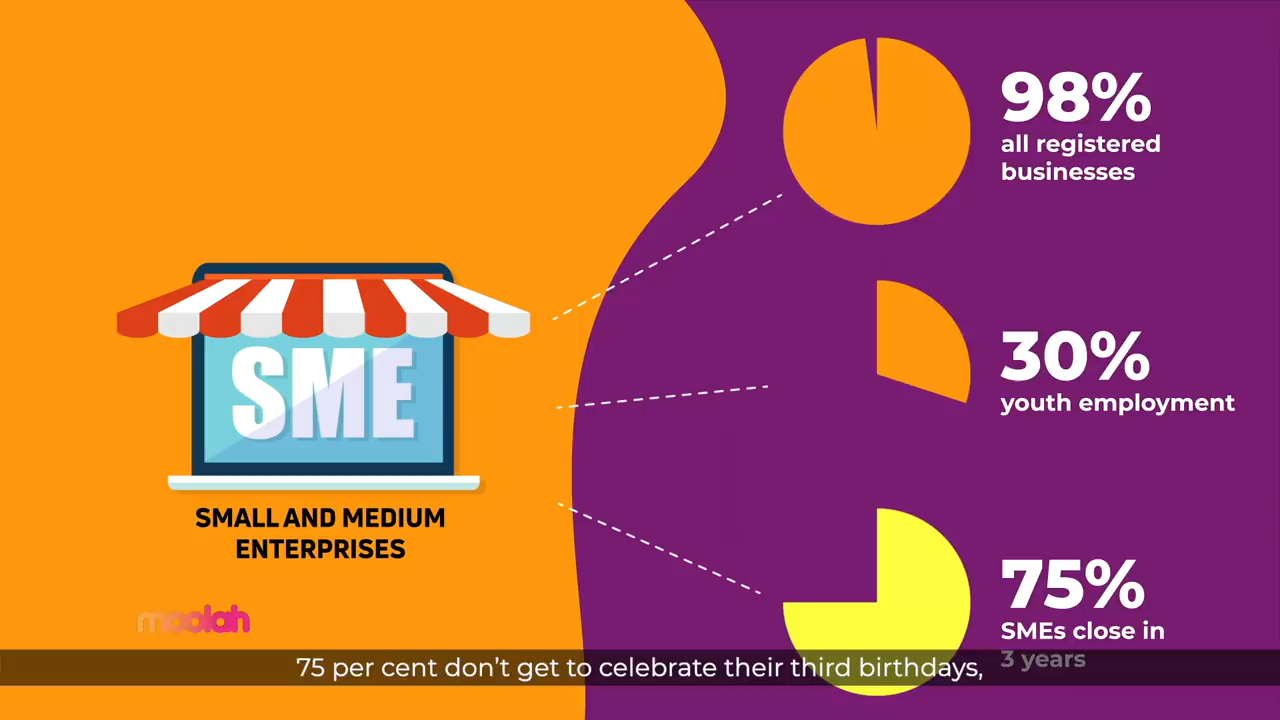 SME
SMALL AND MEDIUM
ENTERPRISES
moolah
98%
all registered
businesses
30%
youth employment
75%
SMEs close in
3 years
75 per cent don’t get to celebrate their third birthdays,